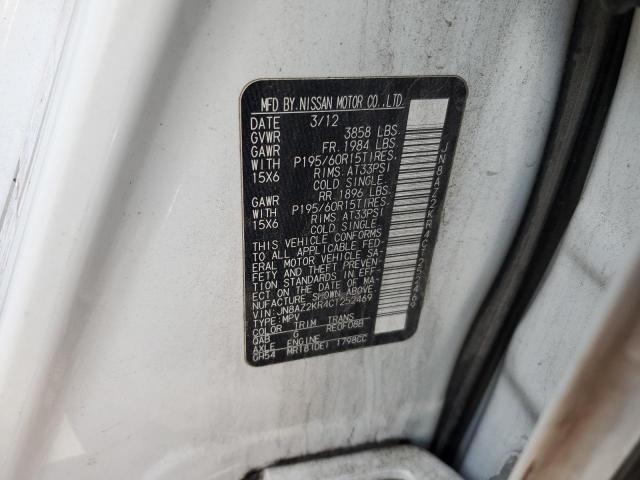 MFD BY. NISSAN MOTOR CO., LTD.
DATE 3/12
GVWR 3858 LBS.
GAWR FR. 1984 LBS.
WITH P195/60R15TIRES,
15X6 RIMS. AT33PSI
COLD SINGLE.
GAWR RR. 1896 LBS.
WITH P195/60R15TIRES,
15X6 RIMS. AT33PSI
COLD SINGLE.
THIS VEHICLE CONFORMS
TO ALL APPLICABLE FED-
ERAL MOTOR VEHICLE SA-
FETY AND THEFT PREVEN-
TION STANDARDS IN EFF-
ECT ON THE DATE OF MA-
NUFACTURE SHOWN ABOVE.
VIN: JN8AZ2KR4CT252469
TYPE: MPV
COLOR TRIM TRANS
QAB G RE0F08B
AXLE ENGINE
GH54 MR18(DE) 1798CC
JN8AZ2KR4CT252469